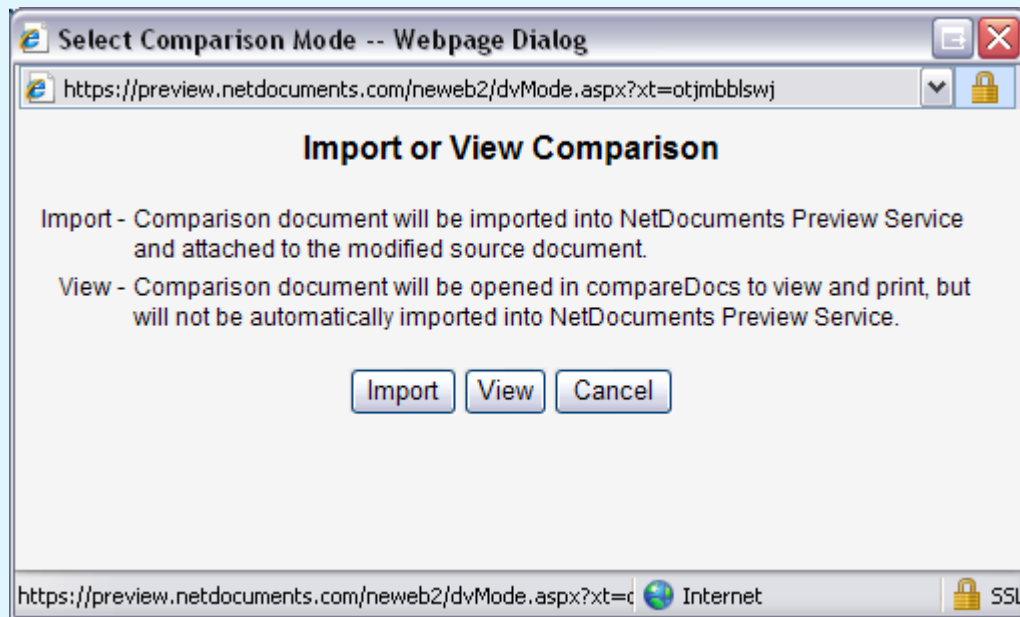 Select Comparison Mode -- Webpage Dialog
https://preview.netdocuments.com/neweb2/dvMode.aspx?xt=otjmbblswj
Import or View Comparison
Import - Comparison document will be imported into NetDocuments Preview Service
and attached to the modified source document.
View - Comparison document will be opened in compareDocs to view and print, but
will not be automatically imported into NetDocuments Preview Service.
Import View Cancel
https://preview.netdocuments.com/neweb2/dvMode.aspx?xt= Internet SSL